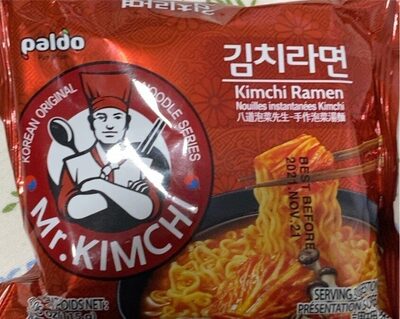 paldo
김치라면
Kimchi Ramen
Nouilles instantanées Kimchi
八道泡菜先生-手作泡菜湯麵
KOREAN ORIGINAL
NOODLE SERIES
Mr.KIMCHI
BEST BEFORE
2021 NOV.21
SERVING
PRESENTATION